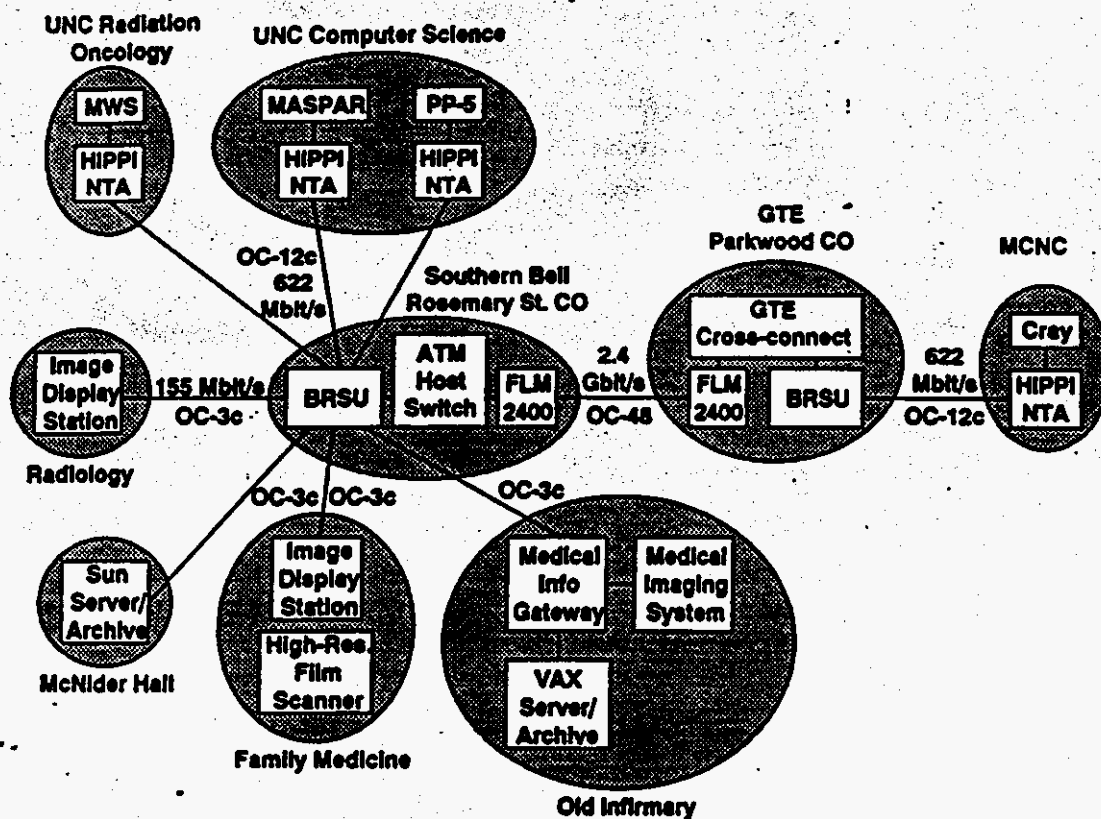 UNC Radiation
Oncology
MWS
HIPPI
NTA
UNC Computer Science
MASPAR
PP-5
HIPPI
NTA
HIPPI
NTA
OC-12c
622
Mbit/s
Southern Bell
Rosemary St. CO
BRSU
ATM
Host
Switch
FLM
2400
2.4
Gbit/s
OC-48
GTE
Parkwood CO
GTE
Cross-connect
FLM
2400
BRSU
622
Mbit/s
OC-12c
MCNC
Cray
HIPPI
NTA
Image
Display
Station
Radiology
155 Mbit/s
OC-3c
OC-3c
OC-3c
OC-3c
Sun
Server/
Archive
McNider Hall
Image
Display
Station
High-Res.
Film
Scanner
Family Medicine
Medical
Info
Gateway
Medical
Imaging
System
VAX
Server/
Archive
Old Infirmary